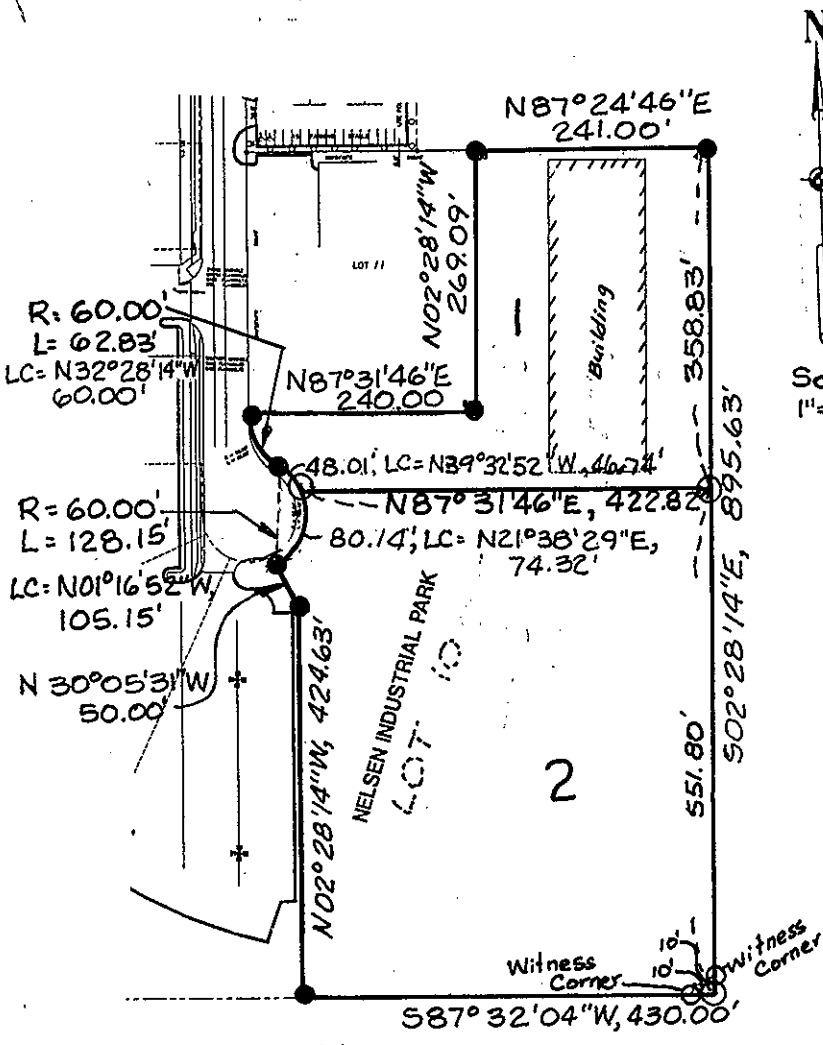 N
N87°24'46"E
241.00'
N02°28'14"W
269.09'
LOT 11
1
Building
358.83'
R= 60.00'
L= 62.83'
LC= N32°28'14"W
60.00'
N87°31'46"E
240.00
48.01', LC= N39°32'52"W, 46.74'
N87°31'46"E, 422.82'
80.14', LC= N21°38'29"E,
74.32'
R= 60.00'
L= 128.15'
LC= N01°16'52"W,
105.15'
N 30°05'31"W
50.00'
N02°28'14"W, 424.63'
NELSEN INDUSTRIAL PARK
LOT 10
2
551.80'
S02°28'14"E, 895.63'
Witness
Corner
10'
10'
Witness
Corner
S87°32'04"W, 430.00'
1"=